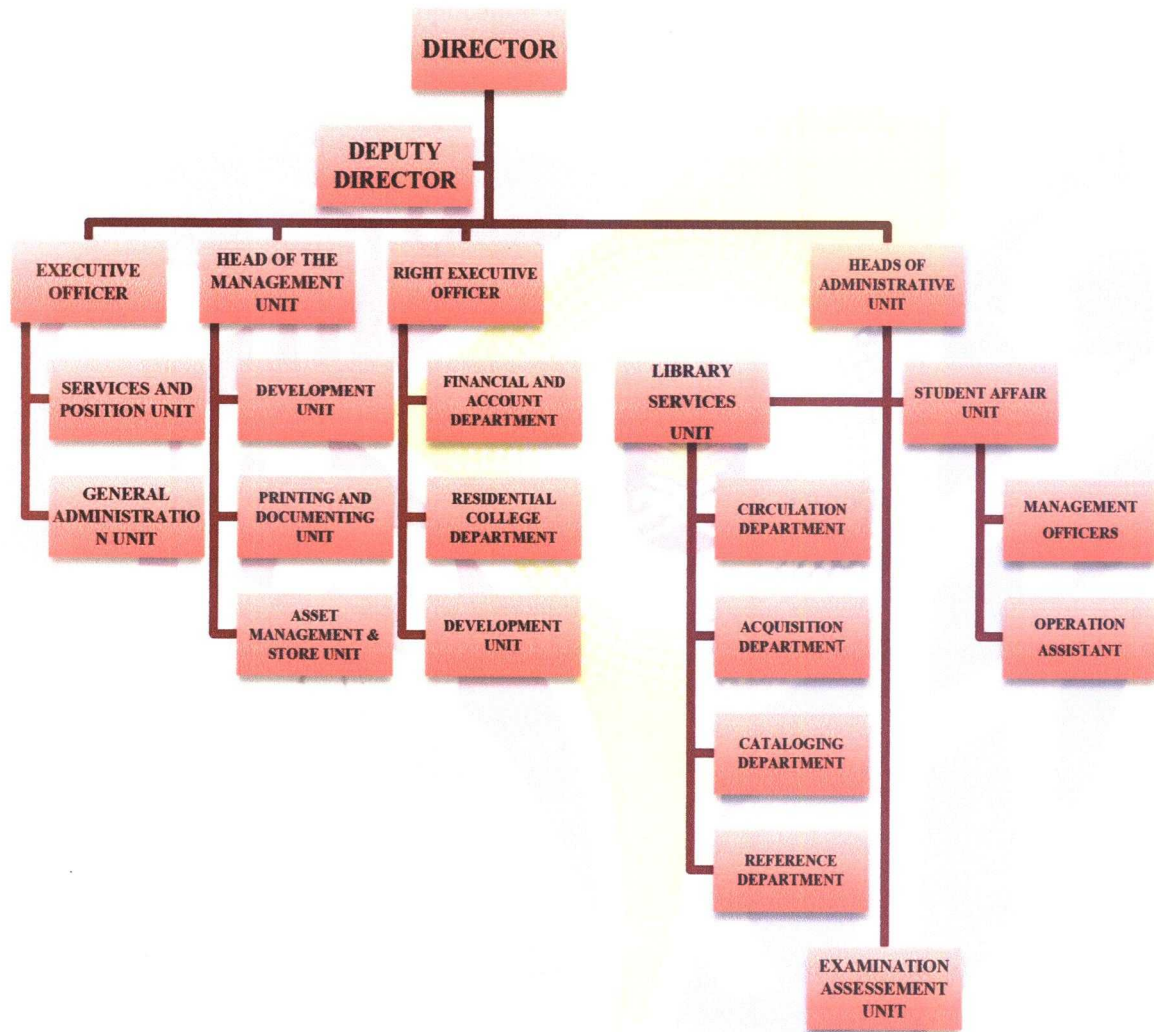 DIRECTOR
DEPUTY
DIRECTOR
EXECUTIVE
OFFICER
HEAD OF THE
MANAGEMENT
UNIT
RIGHT EXECUTIVE
OFFICER
HEADS OF
ADMINISTRATIVE
UNIT
SERVICES AND
POSITION UNIT
GENERAL
ADMINISTRATIO
N UNIT
DEVELOPMENT
UNIT
PRINTING AND
DOCUMENTING
UNIT
ASSET
MANAGEMENT &
STORE UNIT
FINANCIAL AND
ACCOUNT
DEPARTMENT
RESIDENTIAL
COLLEGE
DEPARTMENT
DEVELOPMENT
UNIT
LIBRARY
SERVICES
UNIT
CIRCULATION
DEPARTMENT
ACQUISITION
DEPARTMENT
CATALOGING
DEPARTMENT
REFERENCE
DEPARTMENT
STUDENT AFFAIR
UNIT
MANAGEMENT
OFFICERS
OPERATION
ASSISTANT
EXAMINATION
ASSESSEMENT
UNIT